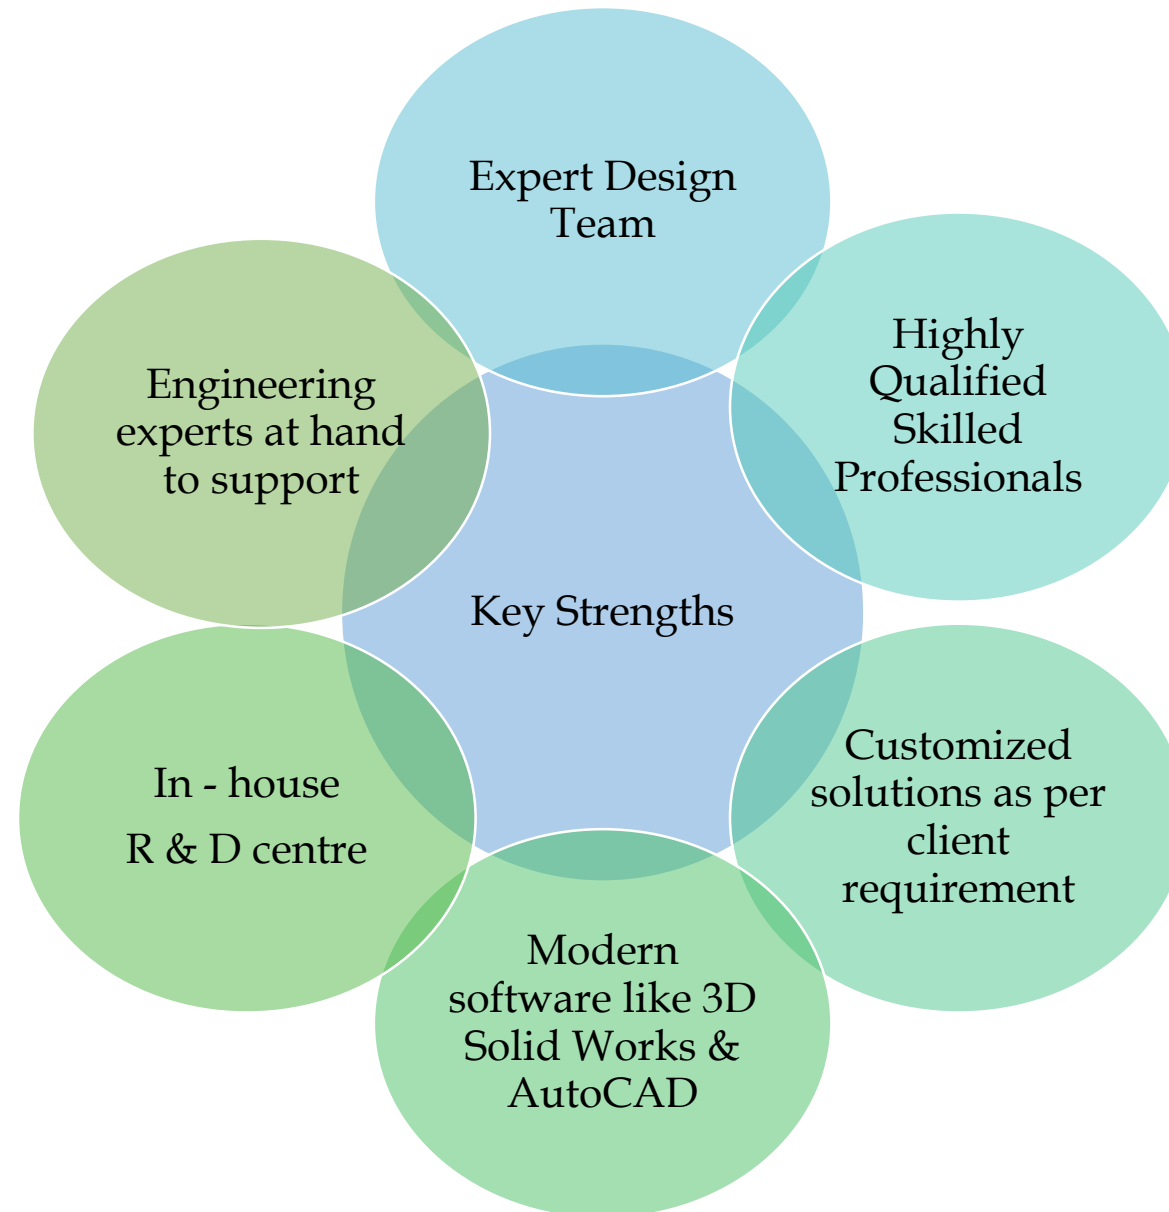 Expert Design
Team
Highly
Qualified
Skilled
Professionals
Engineering
experts at hand
to support
Key Strengths
Customized
solutions as per
client
requirement
In - house
R & D centre
Modern
software like 3D
Solid Works &
AutoCAD